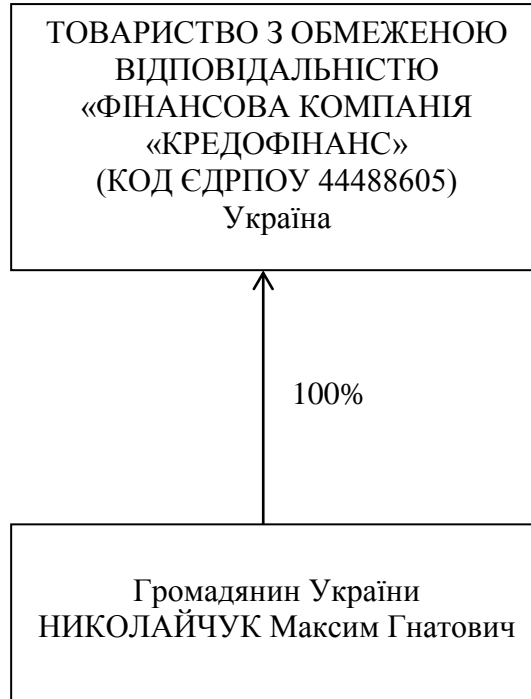 ТОВАРИСТВО З ОБМЕЖЕНОЮ
ВІДПОВІДАЛЬНІСТЮ
«ФІНАНСОВА КОМПАНІЯ
«КРЕДОФІНАНС»
(КОД ЄДРПОУ 44488605)
Україна
100%
Громадянин України
НИКОЛАЙЧУК Максим Гнатович